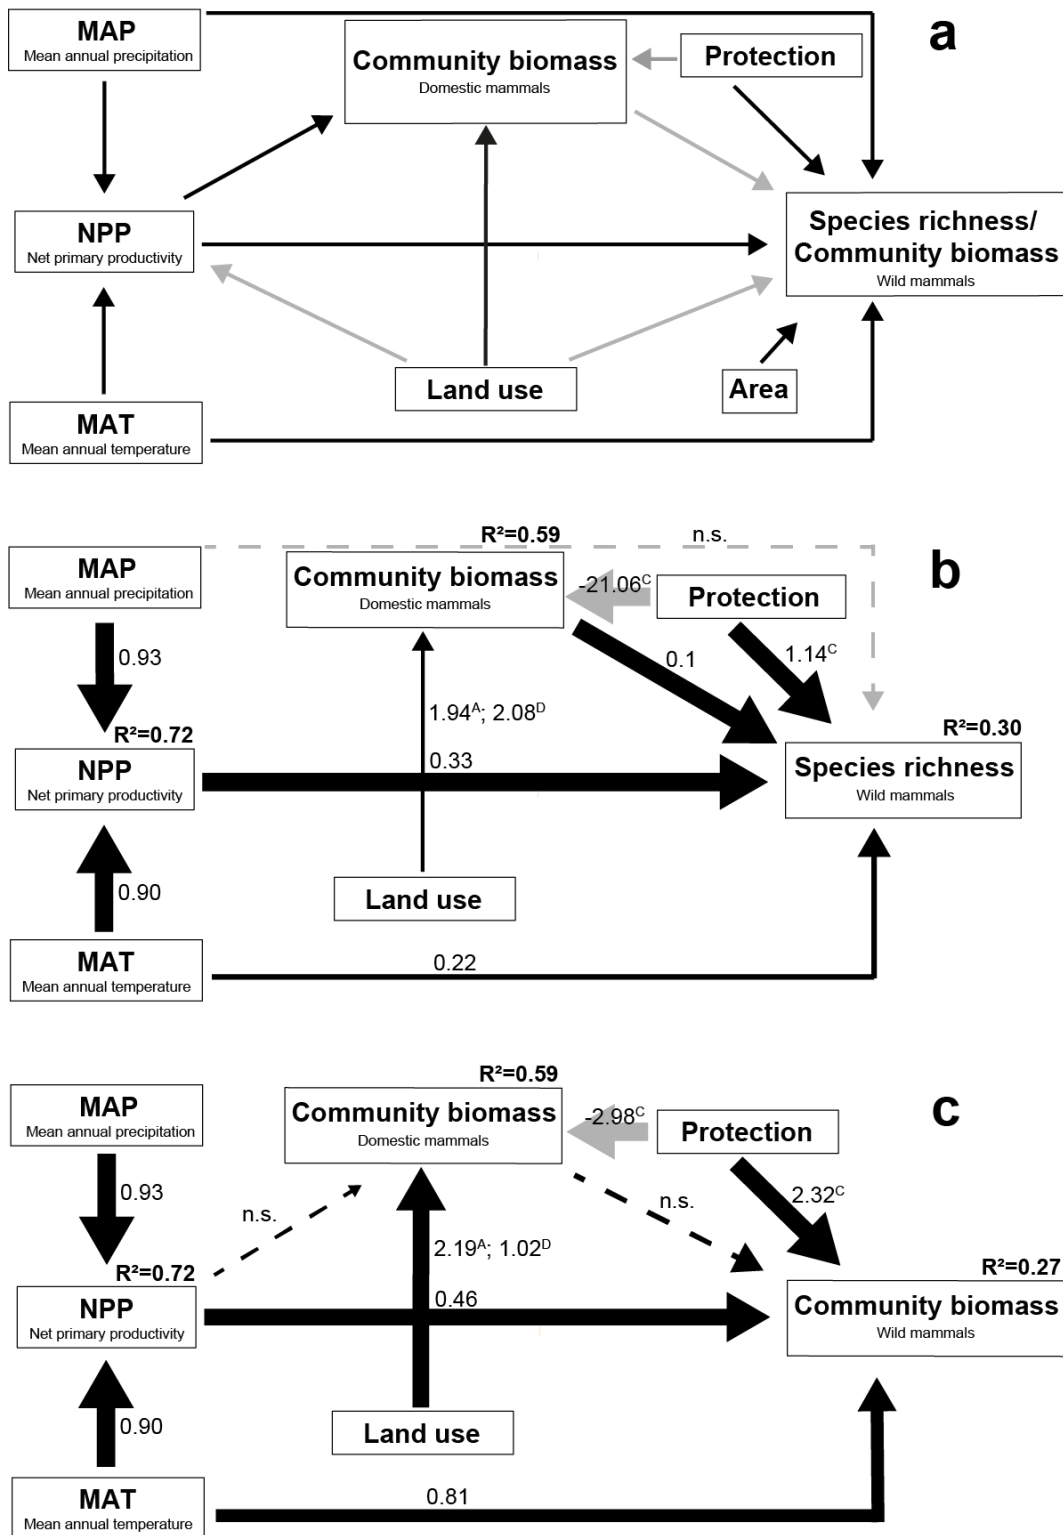 MAP
Mean annual precipitation
Community biomass
Domestic mammals
Protection
a
NPP
Net primary productivity
Species richness/
Community biomass
Wild mammals
Land use
Area
MAT
Mean annual temperature
R²=0.59
n.s.
MAP
Mean annual precipitation
Community biomass
Domestic mammals
-21.06ᶜ
Protection
b
0.93
0.1
1.14ᶜ
1.94ᴬ; 2.08ᴰ
R²=0.72
R²=0.30
NPP
Net primary productivity
0.33
Species richness
Wild mammals
0.90
Land use
MAT
Mean annual temperature
0.22
R²=0.59
MAP
Mean annual precipitation
Community biomass
Domestic mammals
-2.98ᶜ
Protection
c
0.93
n.s.
n.s.
2.32ᶜ
2.19ᴬ; 1.02ᴰ
R²=0.72
R²=0.27
NPP
Net primary productivity
0.46
Community biomass
Wild mammals
0.90
Land use
MAT
Mean annual temperature
0.81